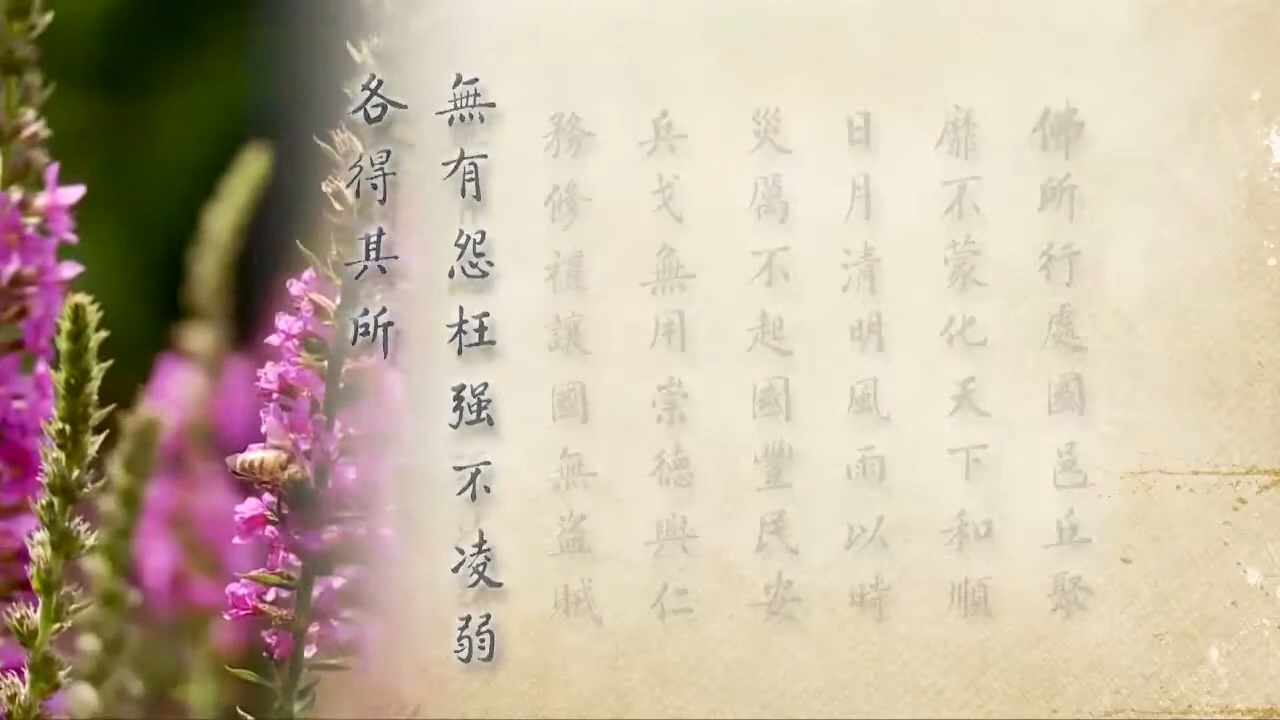 佛所行處國邑丘聚
靡不蒙化天下和順
日月清明風雨以時
災厲不起國豐民安
兵戈無用崇德興仁
務修禮讓國無盜賊
無有怨枉强不凌弱
各得其所